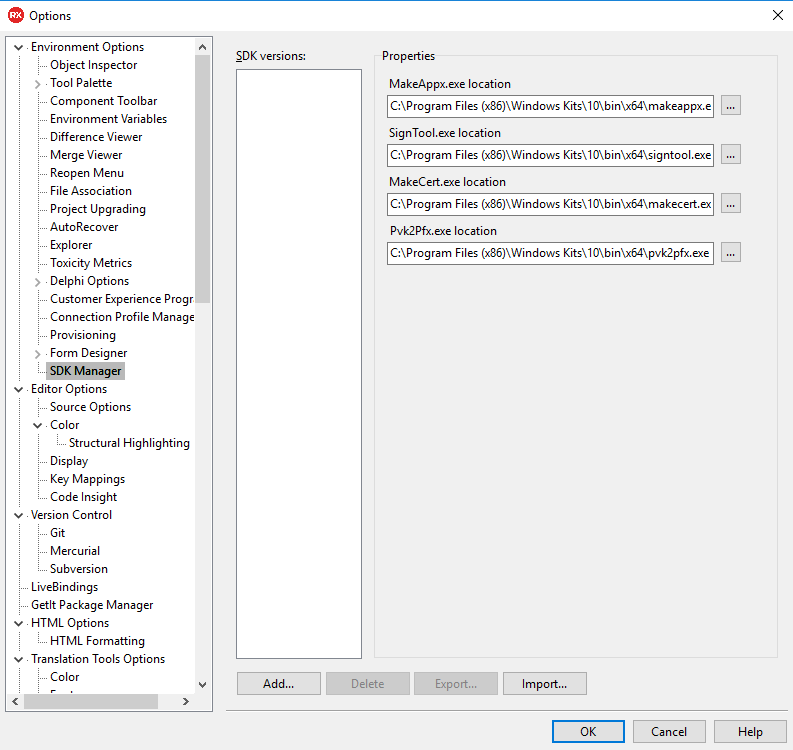 RX Options
Environment Options
Object Inspector
Tool Palette
Component Toolbar
Environment Variables
Difference Viewer
Merge Viewer
Reopen Menu
File Association
Project Upgrading
AutoRecover
Explorer
Toxicity Metrics
Delphi Options
Customer Experience Progr
Connection Profile Manage
Provisioning
Form Designer
SDK Manager
Editor Options
Source Options
Color
Structural Highlighting
Display
Key Mappings
Code Insight
Version Control
Git
Mercurial
Subversion
LiveBindings
GetIt Package Manager
HTML Options
HTML Formatting
Translation Tools Options
Color
SDK versions:
Properties
MakeAppx.exe location
C:\Program Files (x86)\Windows Kits\10\bin\x64\makeappx.e ...
SignTool.exe location
C:\Program Files (x86)\Windows Kits\10\bin\x64\signtool.exe ...
MakeCert.exe location
C:\Program Files (x86)\Windows Kits\10\bin\x64\makecert.ex ...
Pvk2Pfx.exe location
C:\Program Files (x86)\Windows Kits\10\bin\x64\pvk2pfx.exe ...
Add... Delete Export... Import...
OK Cancel Help